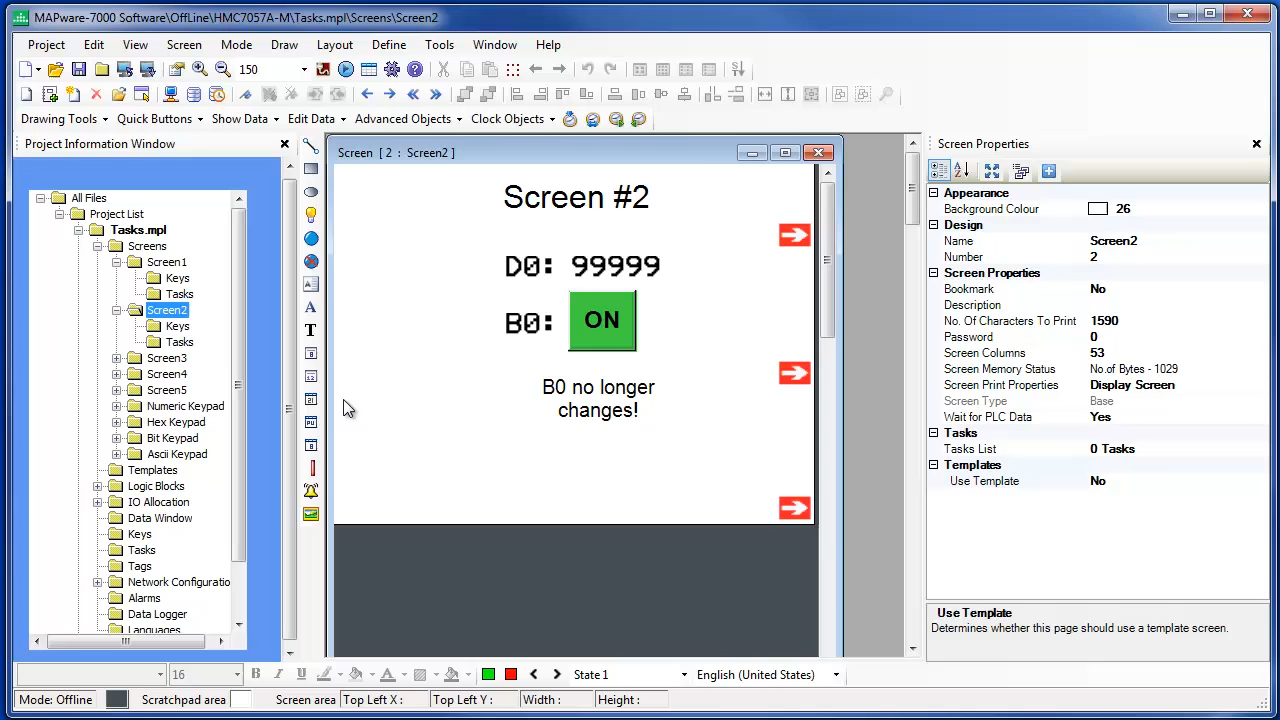 MAPware-7000 Software\OffLine\HMC7057A-M\Tasks.mpl\Screens\Screen2
Project Edit View Screen Mode Draw Layout Define Tools Window Help
150
Drawing Tools Quick Buttons Show Data Edit Data Advanced Objects Clock Objects
Project Information Window
All Files
Project List
Tasks.mpl
Screens
Screen1
Keys
Tasks
Screen2
Keys
Tasks
Screen3
Screen4
Screen5
Numeric Keypad
Hex Keypad
Bit Keypad
Ascii Keypad
Templates
Logic Blocks
IO Allocation
Data Window
Keys
Tasks
Tags
Network Configuratio
Alarms
Data Logger
Languages
Screen [ 2 : Screen2 ]
Screen #2
D0: 99999
B0: ON
B0 no longer
changes!
Screen Properties
Appearance
Background Colour 26
Design
Name Screen2
Number 2
Screen Properties
Bookmark No
Description
No. Of Characters To Print 1590
Password 0
Screen Columns 53
Screen Memory Status No.of Bytes - 1029
Screen Print Properties Display Screen
Screen Type Base
Wait for PLC Data Yes
Tasks
Tasks List 0 Tasks
Templates
Use Template No
Use Template
Determines whether this page should use a template screen.
16 B I U A State 1 English (United States)
Mode: Offline Scratchpad area Screen area Top Left X : Top Left Y : Width : Height :